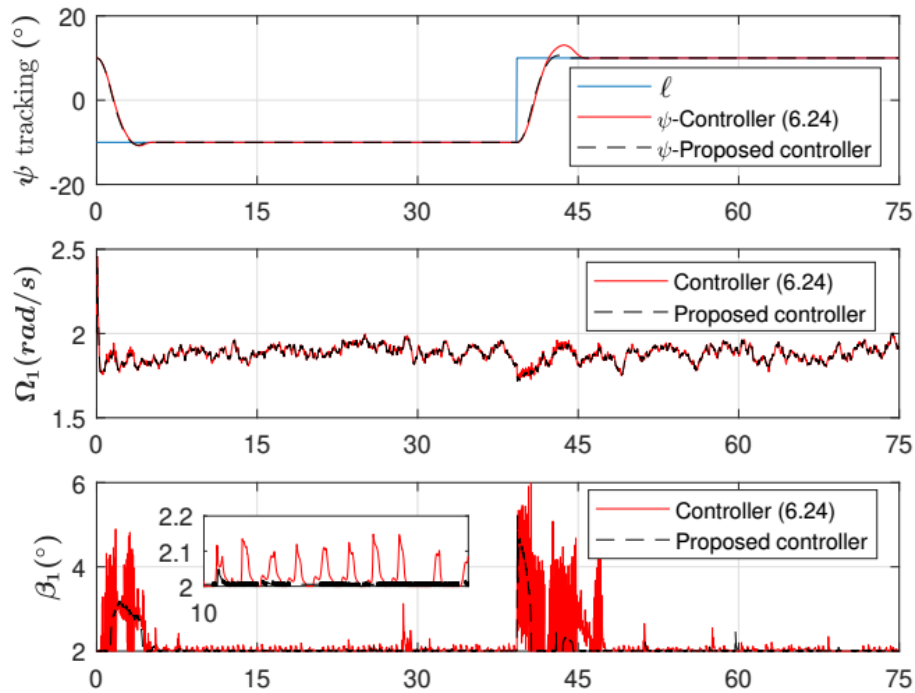 20
0
-20
ψ tracking (°)
ℓ
ψ-Controller (6.24)
ψ-Proposed controller
0 15 30 45 60 75
2.5
2
1.5
Ω₁(rad/s)
Controller (6.24)
Proposed controller
0 15 30 45 60 75
6
4
2
β₁(°)
2.2
2.1
2
10
Controller (6.24)
Proposed controller
0 15 30 45 60 75